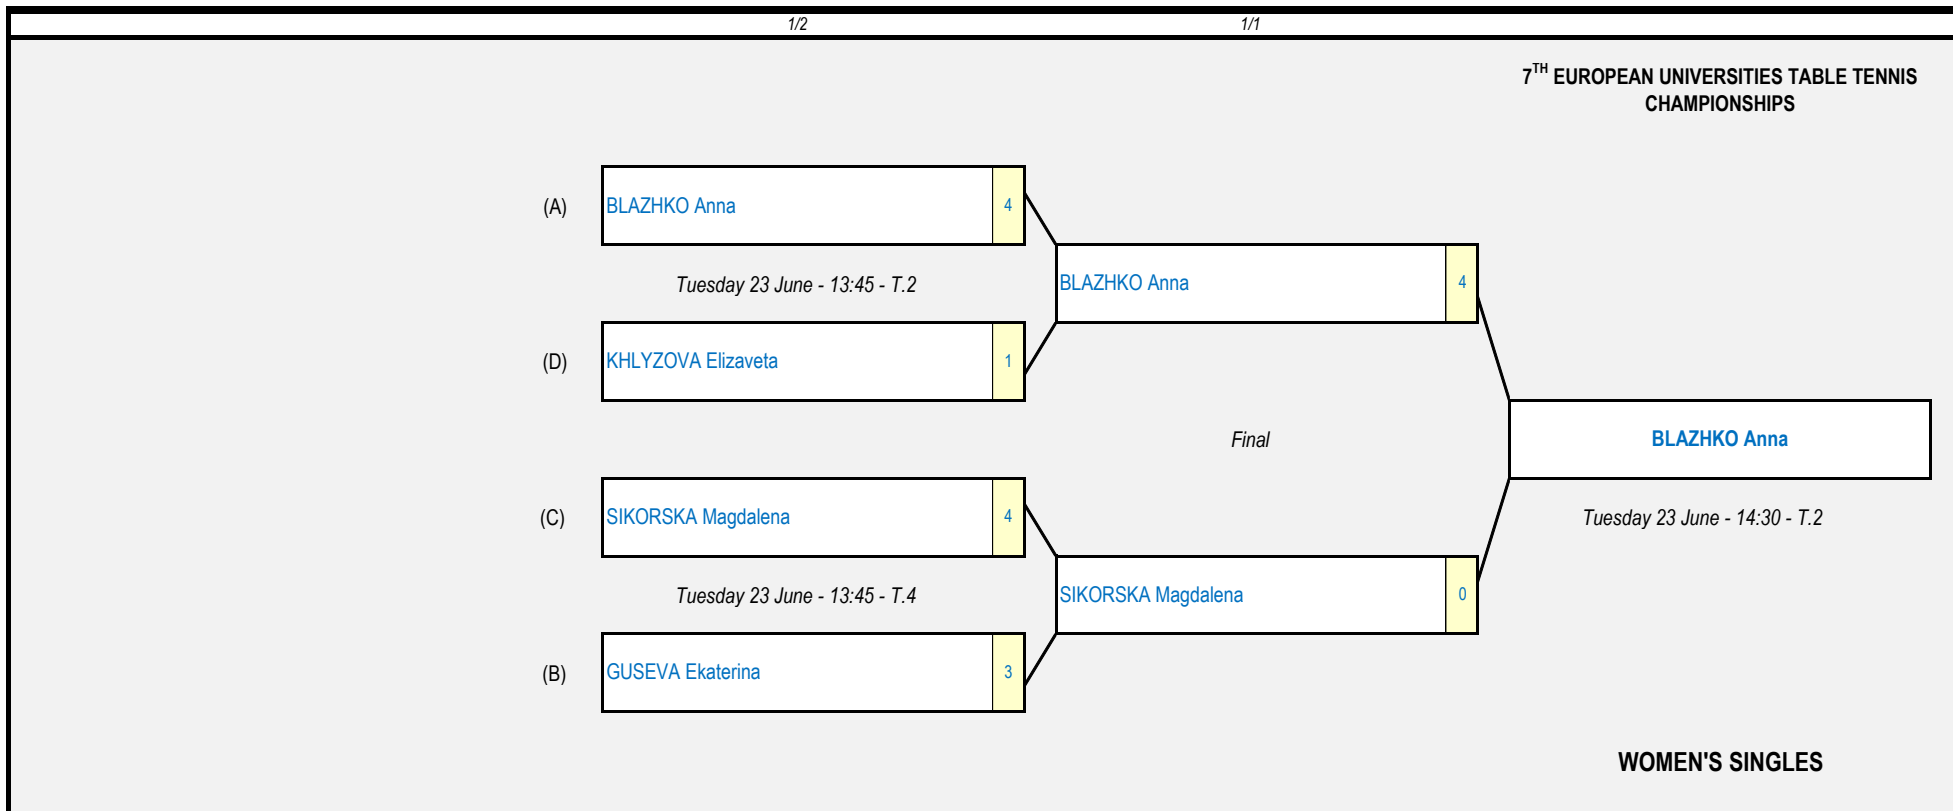 1/2 1/1
7TH EUROPEAN UNIVERSITIES TABLE TENNIS
CHAMPIONSHIPS
(A) BLAZHKO Anna 4
Tuesday 23 June - 13:45 - T.2
BLAZHKO Anna 4
(D) KHLYZOVA Elizaveta 1
Final
BLAZHKO Anna
(C) SIKORSKA Magdalena 4
Tuesday 23 June - 14:30 - T.2
Tuesday 23 June - 13:45 - T.4
SIKORSKA Magdalena 0
(B) GUSEVA Ekaterina 3
WOMEN'S SINGLES